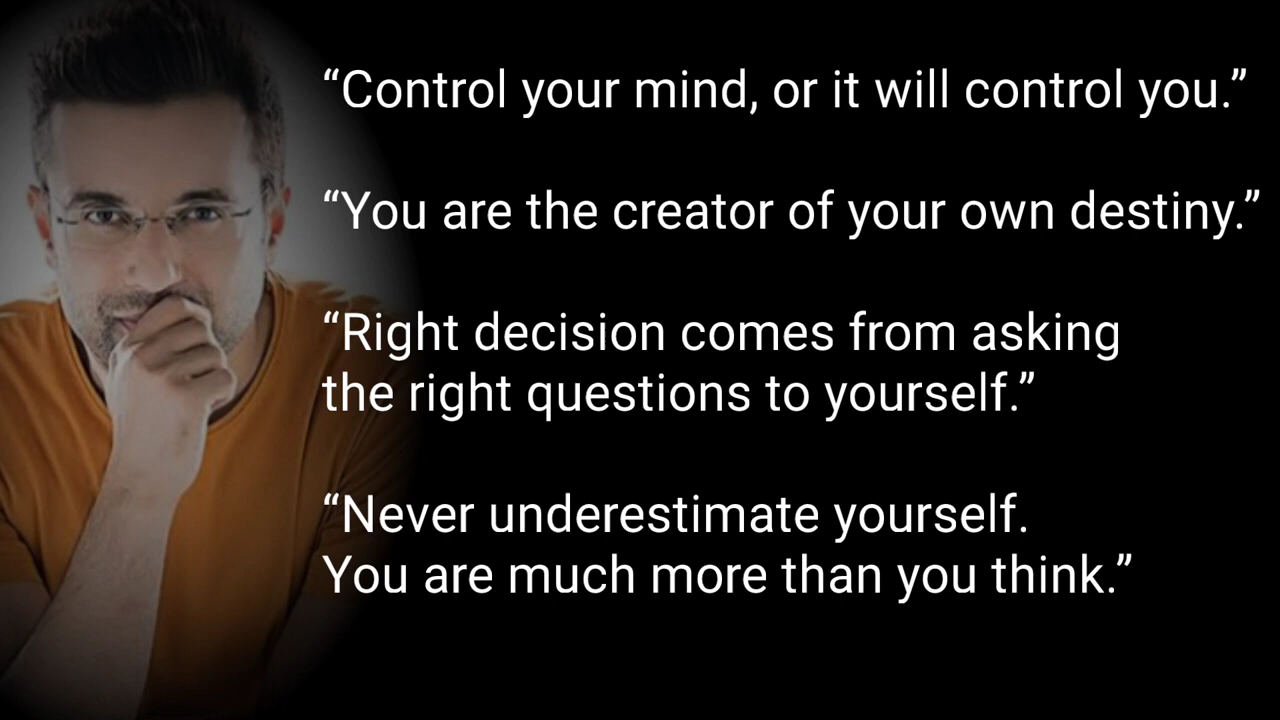 “Control your mind, or it will control you.”
“You are the creator of your own destiny.”
“Right decision comes from asking
the right questions to yourself.”
“Never underestimate yourself.
You are much more than you think.”